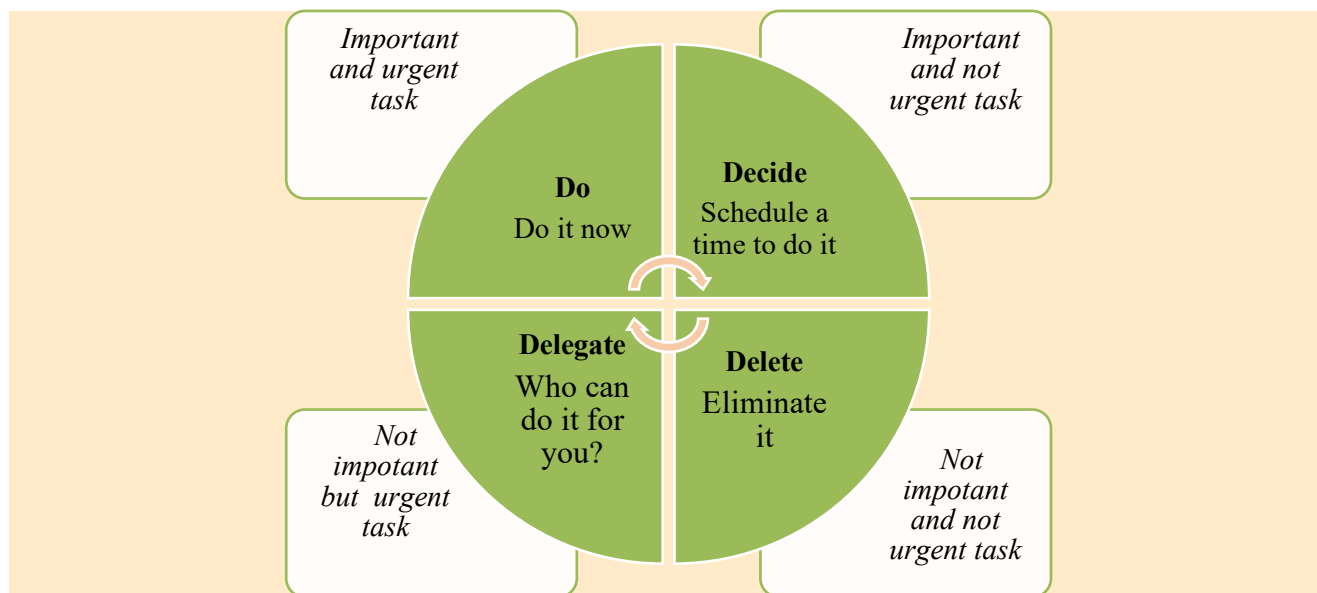 Important
and urgent
task
Important
and not
urgent task
Do
Do it now
Decide
Schedule a
time to do it
Delegate
Who can
do it for
you?
Delete
Eliminate
it
Not
impotant
but urgent
task
Not
impotant
and not
urgent task